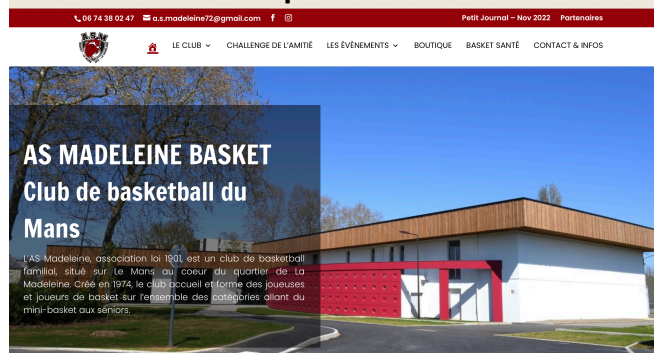 06 74 38 02 47 a.s.madeleine72@gmail.com Petit Journal – Nov 2022 Partenaires
A.S.M
LE CLUB CHALLENGE DE L'AMITIÉ LES ÉVÈNEMENTS BOUTIQUE BASKET SANTÉ CONTACT & INFOS
AS MADELEINE BASKET
Club de basketball du
Mans
L'AS Madeleine, association loi 1901, est un club de basketball
familial, situé sur Le Mans au coeur du quartier de La
Madeleine. Créé en 1974, le club accueil et forme des joueuses
et joueurs de basket sur l'ensemble des catégories allant du
mini-basket aux séniors.